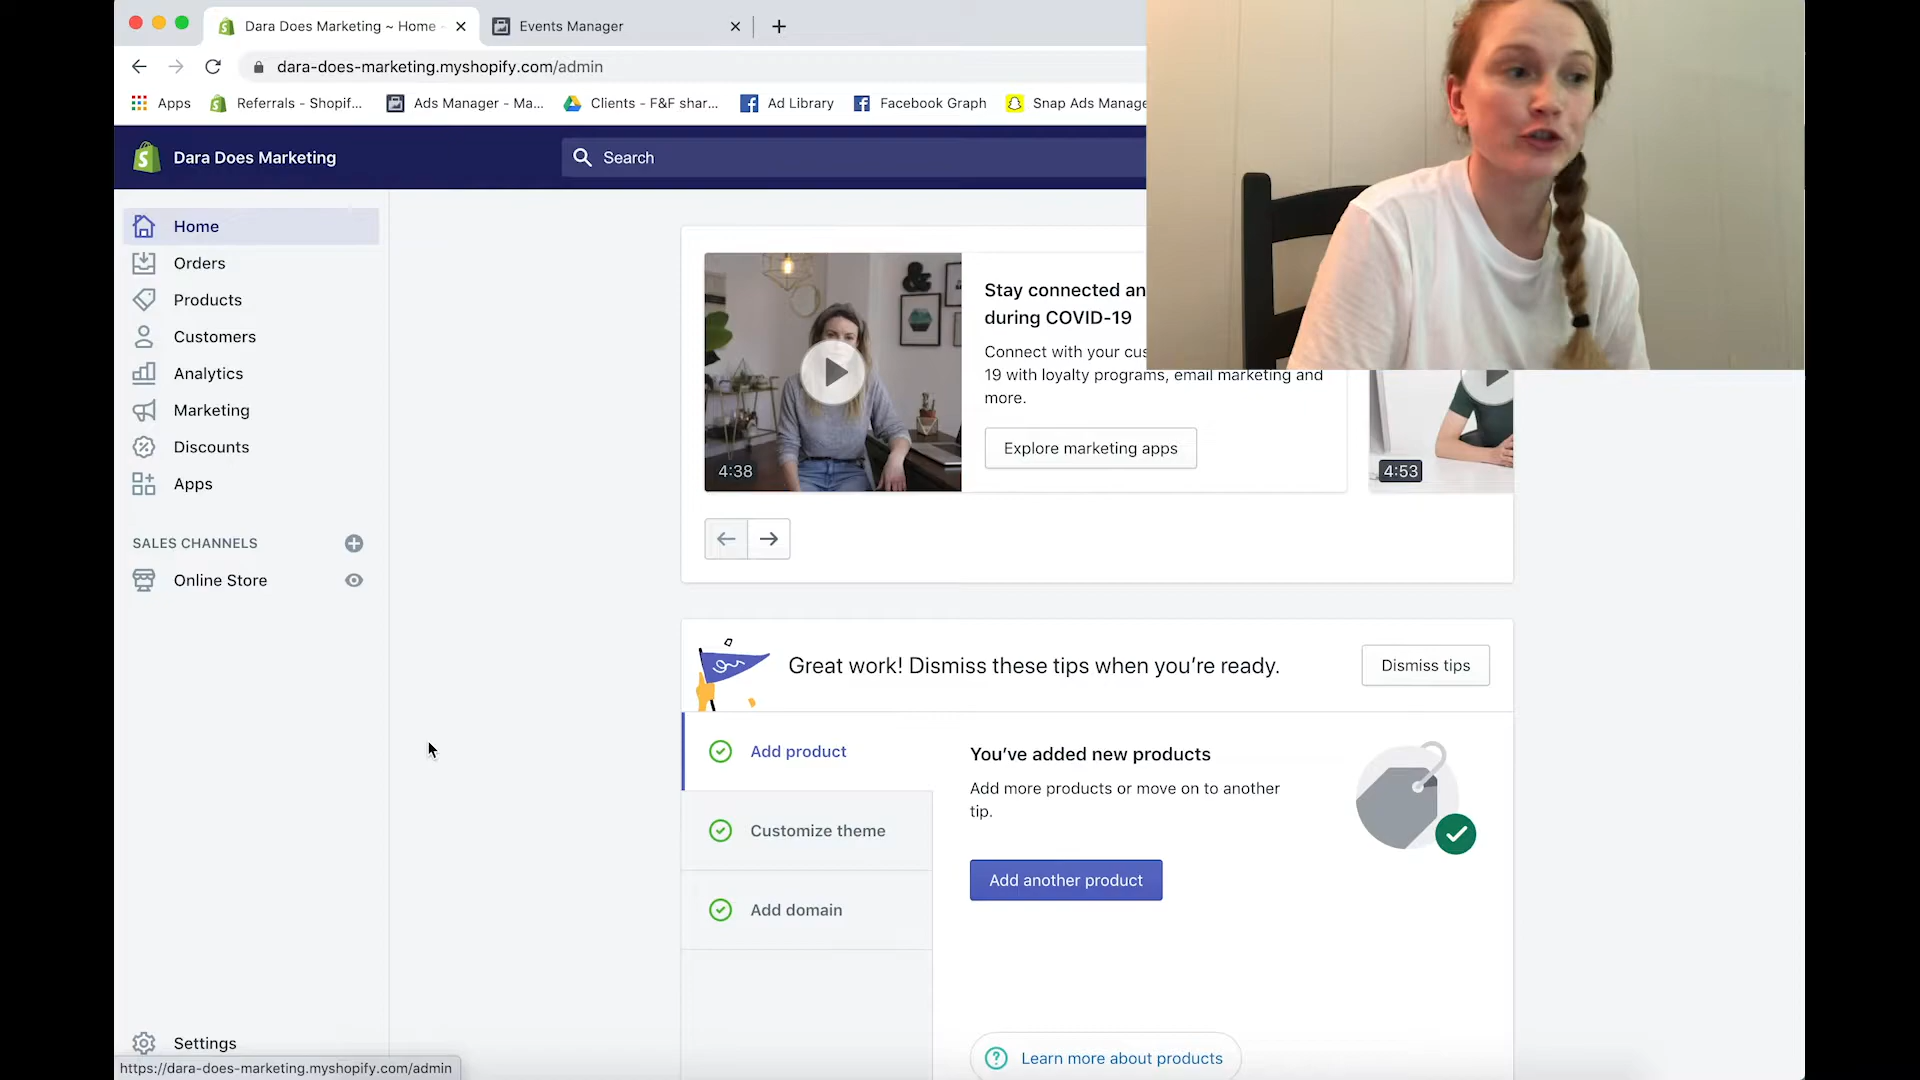 Dara Does Marketing ~ Home
Events Manager
dara-does-marketing.myshopify.com/admin
Apps
Referrals - Shopif...
Ads Manager - Ma...
Clients - F&F shar...
Ad Library
Facebook Graph
Snap Ads Manage
Dara Does Marketing
Search
Home
Orders
Products
Customers
Analytics
Marketing
Discounts
Apps
SALES CHANNELS
Online Store
Settings
https://dara-does-marketing.myshopify.com/admin
4:38
Stay connected an
during COVID-19
Connect with your cus
19 with loyalty programs, email marketing and
more.
Explore marketing apps
4:53
Great work! Dismiss these tips when you're ready.
Dismiss tips
Add product
Customize theme
Add domain
You've added new products
Add more products or move on to another
tip.
Add another product
Learn more about products